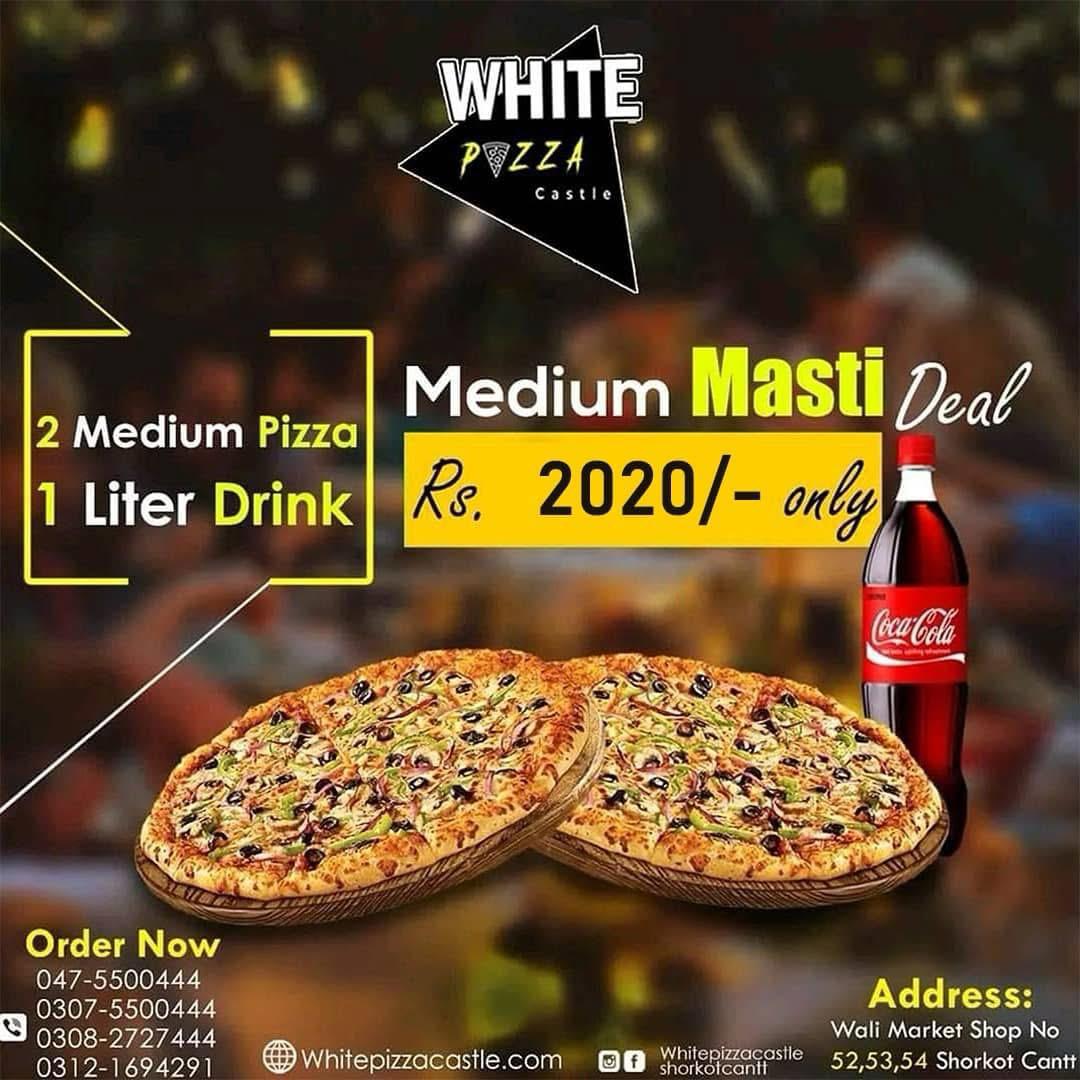 WHITE
PIZZA
Castle
2 Medium Pizza
1 Liter Drink
Medium Masti Deal
Rs. 2020/- only
Coca-Cola
Order Now
047-5500444
0307-5500444
0308-2727444
0312-1694291
Whitepizzacastle.com
Whitepizzacastle
shorkotcantt
Address:
Wali Market Shop No
52,53,54 Shorkot Cantt